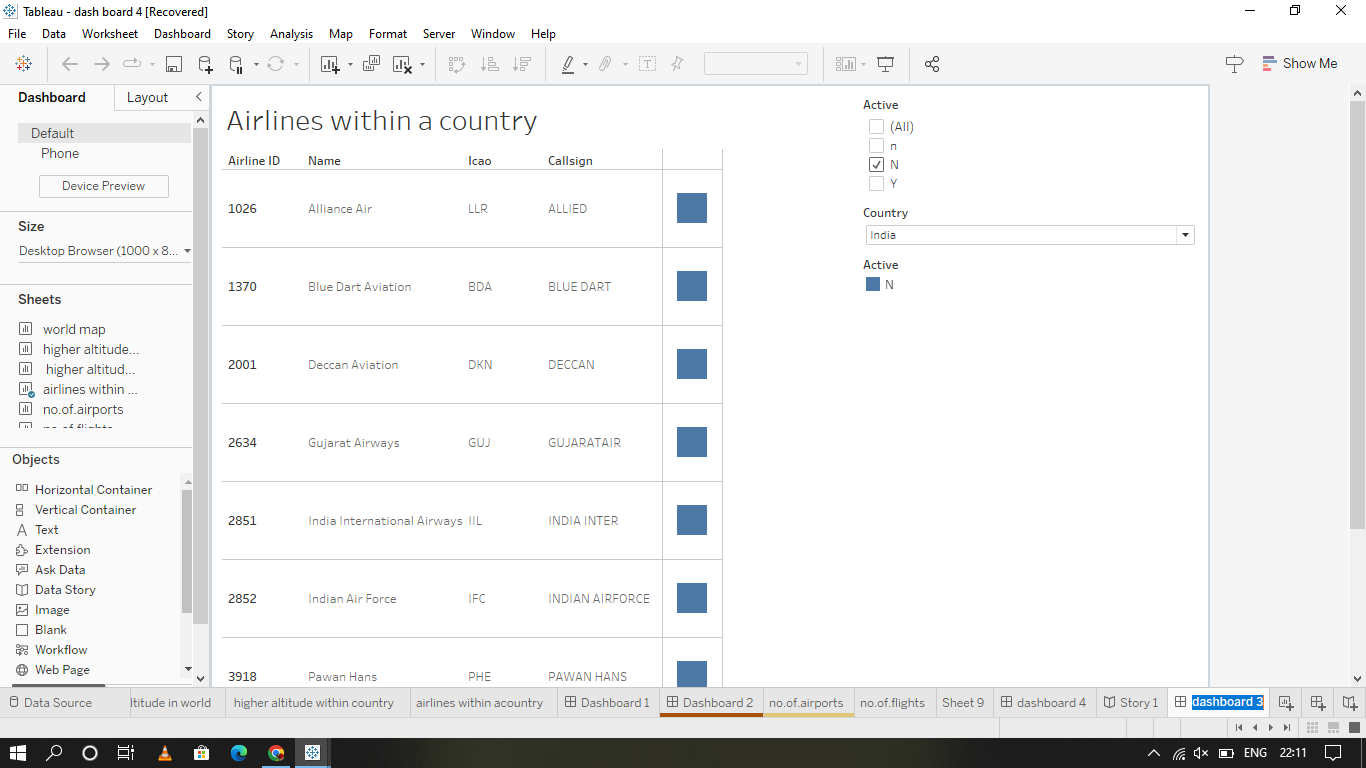 Tableau - dash board 4 [Recovered]
File Data Worksheet Dashboard Story Analysis Map Format Server Window Help
Show Me
Dashboard Layout
Default
Phone
Device Preview
Size
Desktop Browser (1000 x 8...
Sheets
world map
higher altitude...
higher altitud...
airlines within ...
no.of.airports
no.of.flights
Objects
Horizontal Container
Vertical Container
Text
Extension
Ask Data
Data Story
Image
Blank
Workflow
Web Page
Airlines within a country
Airline ID Name Icao Callsign
1026 Alliance Air LLR ALLIED
1370 Blue Dart Aviation BDA BLUE DART
2001 Deccan Aviation DKN DECCAN
2634 Gujarat Airways GUJ GUJARATAIR
2851 India International Airways IIL INDIA INTER
2852 Indian Air Force IFC INDIAN AIRFORCE
3918 Pawan Hans PHE PAWAN HANS
Active
(All)
n
N
Y
Country
India
Active
N
Data Source ltitude in world higher altitude within country airlines within acountry Dashboard 1 Dashboard 2 no.of.airports no.of.flights Sheet 9 dashboard 4 Story 1 dashboard 3
ENG 22:11